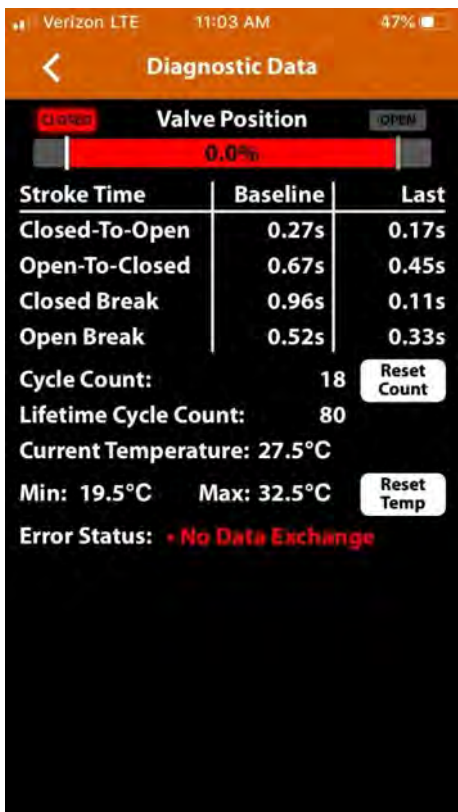 Verizon LTE 11:03 AM 47%
Diagnostic Data
CLOSED Valve Position OPEN
0.0%
Stroke Time Baseline Last
Closed-To-Open 0.27s 0.17s
Open-To-Closed 0.67s 0.45s
Closed Break 0.96s 0.11s
Open Break 0.52s 0.33s
Cycle Count: 18 Reset Count
Lifetime Cycle Count: 80
Current Temperature: 27.5°C
Min: 19.5°C Max: 32.5°C Reset Temp
Error Status: • No Data Exchange